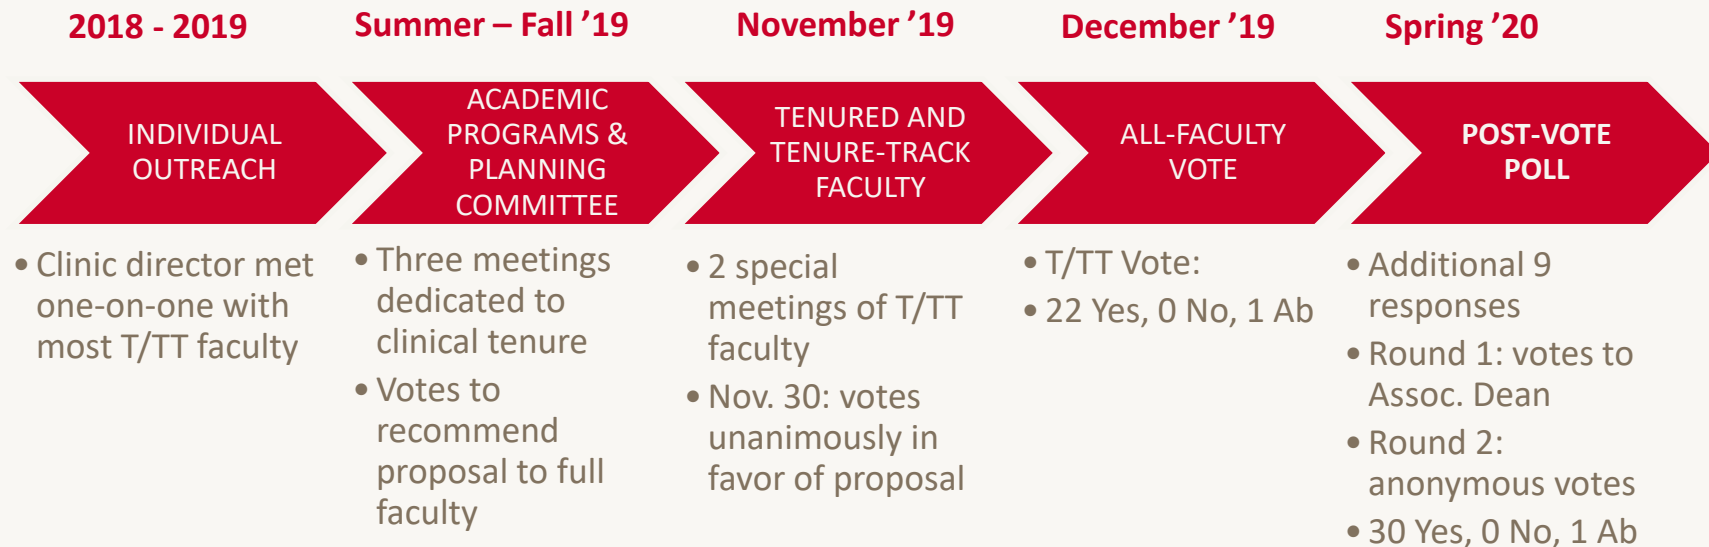 2018 - 2019
Summer – Fall ’19
November ’19
December ’19
Spring ’20
INDIVIDUAL
OUTREACH
ACADEMIC
PROGRAMS &
PLANNING
COMMITTEE
TENURED AND
TENURE-TRACK
FACULTY
ALL-FACULTY
VOTE
POST-VOTE
POLL
• Clinic director met
one-on-one with
most T/TT faculty
• Three meetings
dedicated to
clinical tenure
• Votes to
recommend
proposal to full
faculty
• 2 special
meetings of T/TT
faculty
• Nov. 30: votes
unanimously in
favor of proposal
• T/TT Vote:
• 22 Yes, 0 No, 1 Ab
• Additional 9
responses
• Round 1: votes to
Assoc. Dean
• Round 2:
anonymous votes
• 30 Yes, 0 No, 1 Ab